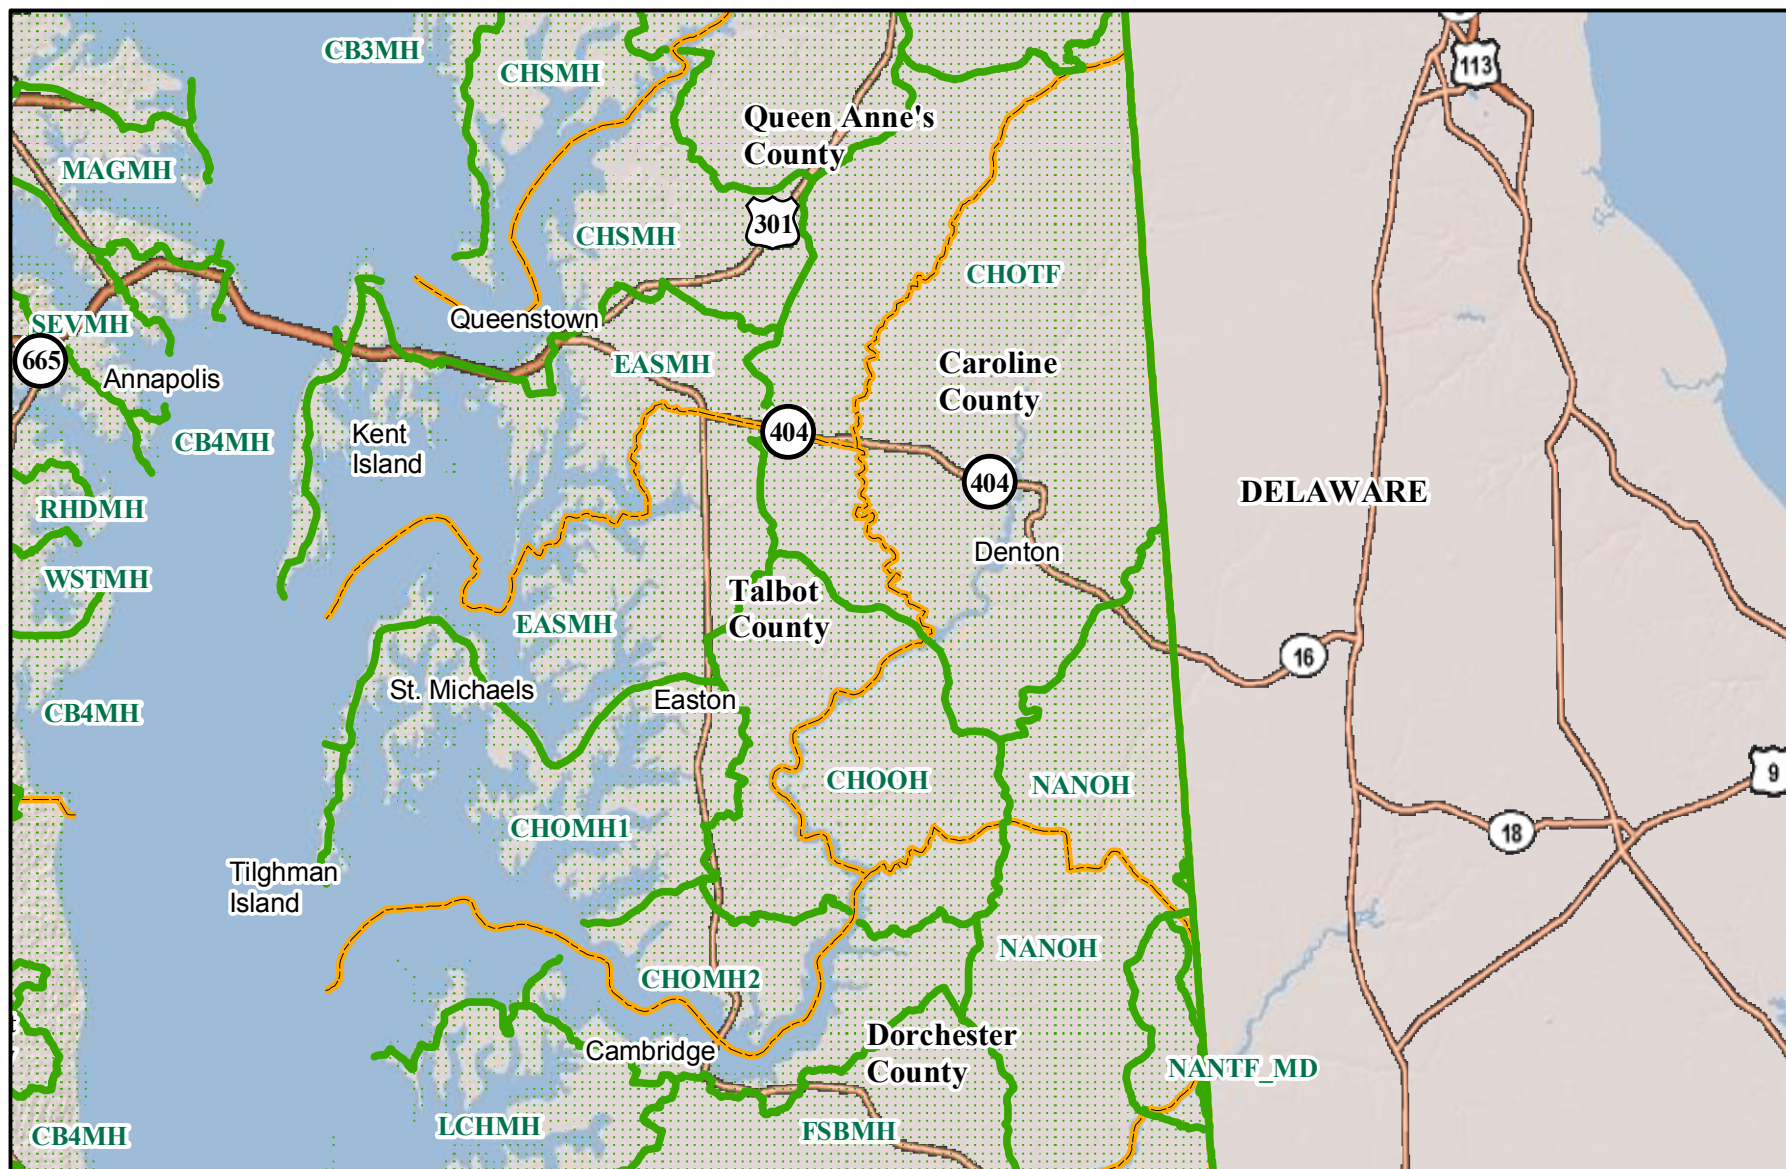 CB3MH
CHSMH
113
Queen Anne's
County
MAGMH
301
CHSMH
CHOTF
Queenstown
SEVMH
665
Annapolis
EASMH
Caroline
County
CB4MH
Kent
Island
404
404
DELAWARE
RHDMH
Denton
WSTMH
Talbot
County
EASMH
16
St. Michaels
Easton
CB4MH
CHOOH
NANOH
9
CHOMH1
18
Tilghman
Island
NANOH
CHOMH2
Dorchester
County
Cambridge
NANTF_MD
LCHMH
FSBMH
CB4MH